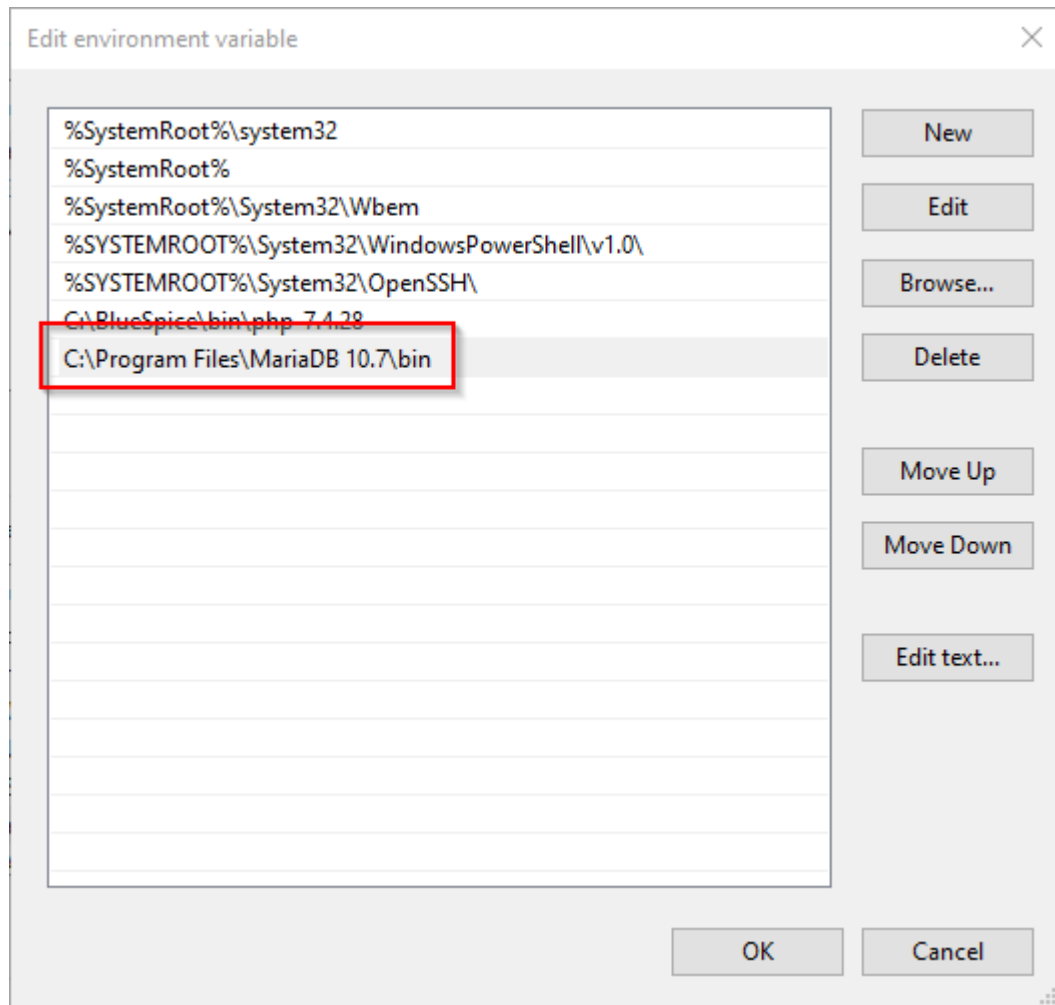 Edit environment variable
%SystemRoot%\system32
%SystemRoot%
%SystemRoot%\System32\Wbem
%SYSTEMROOT%\System32\WindowsPowerShell\v1.0\
%SYSTEMROOT%\System32\OpenSSH\
C:\BlueSpice\bin\php-7.4.28
C:\Program Files\MariaDB 10.7\bin
New
Edit
Browse...
Delete
Move Up
Move Down
Edit text...
OK
Cancel